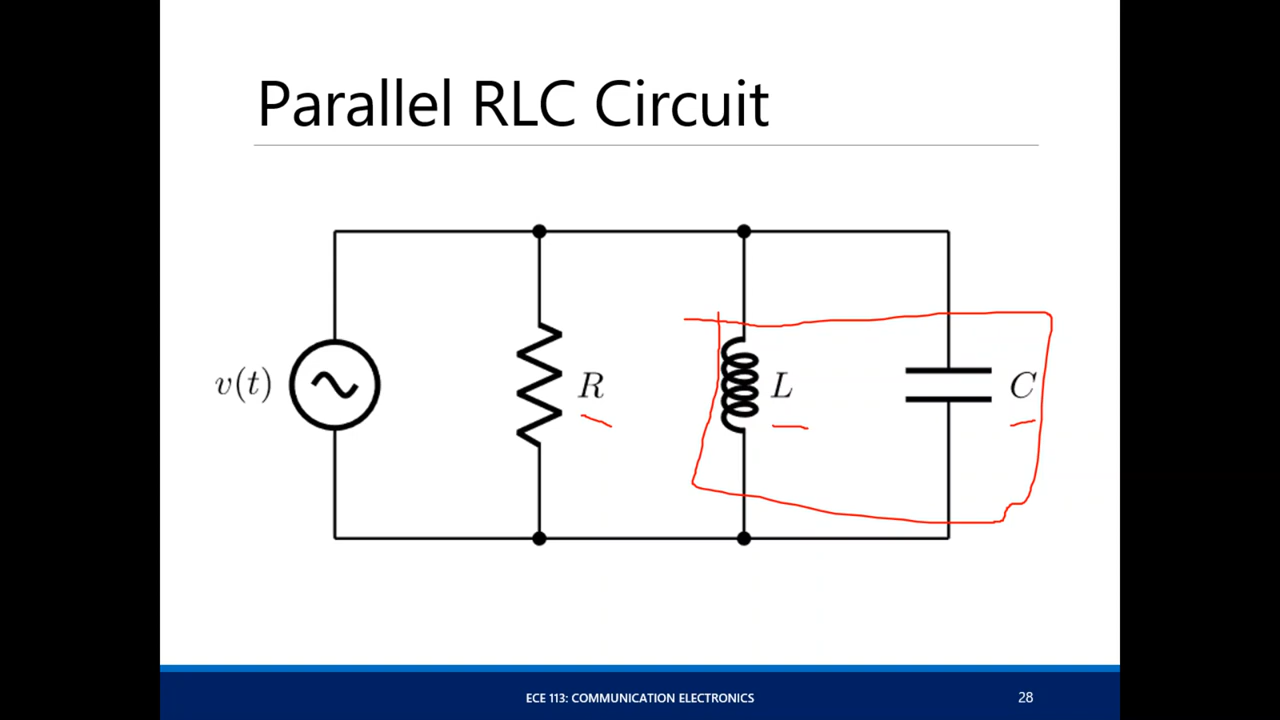 Parallel RLC Circuit
v(t)
R
L
C
ECE 113: COMMUNICATION ELECTRONICS
28